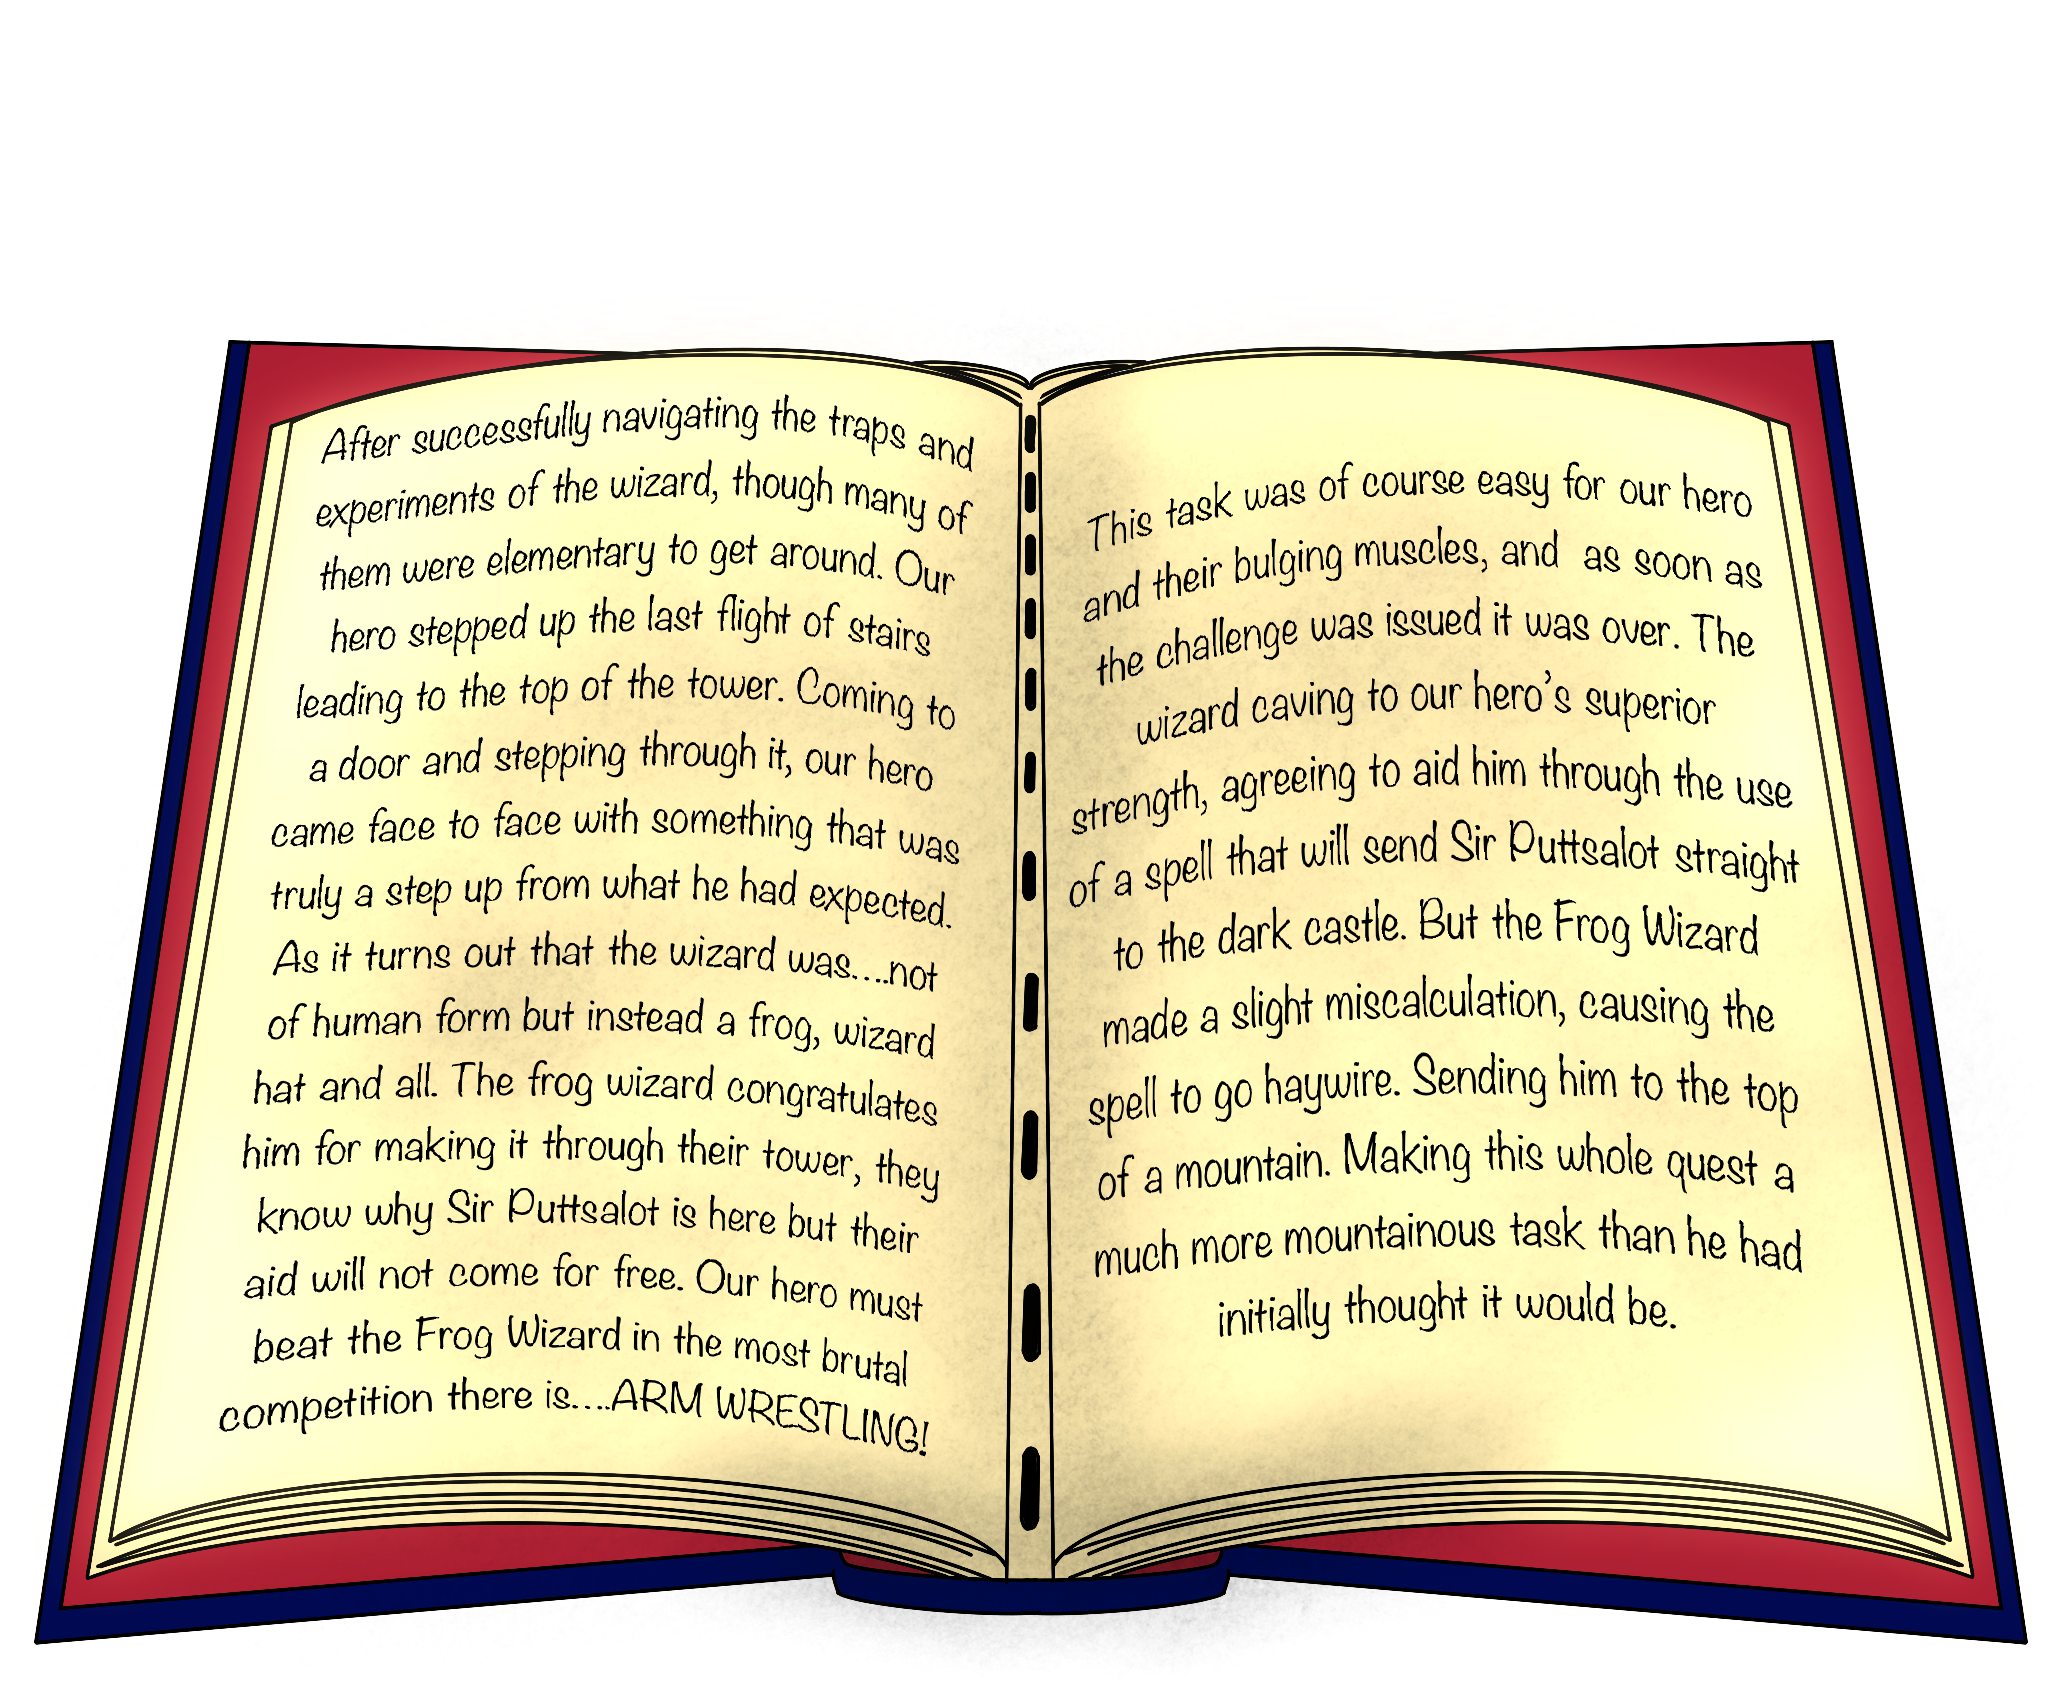 After successfully navigating the traps and
experiments of the wizard, though many of
them were elementary to get around. Our
hero stepped up the last flight of stairs
leading to the top of the tower. Coming to
a door and stepping through it, our hero
came face to face with something that was
truly a step up from what he had expected.
As it turns out that the wizard was....not
of human form but instead a frog, wizard
hat and all. The frog wizard congratulates
him for making it through their tower, they
know why Sir Puttsalot is here but their
aid will not come for free. Our hero must
beat the Frog Wizard in the most brutal
competition there is....ARM WRESTLING!
This task was of course easy for our hero
and their bulging muscles, and as soon as
the challenge was issued it was over. The
wizard caving to our hero's superior
strength, agreeing to aid him through the use
of a spell that will send Sir Puttsalot straight
to the dark castle. But the Frog Wizard
made a slight miscalculation, causing the
spell to go haywire. Sending him to the top
of a mountain. Making this whole quest a
much more mountainous task than he had
initially thought it would be.